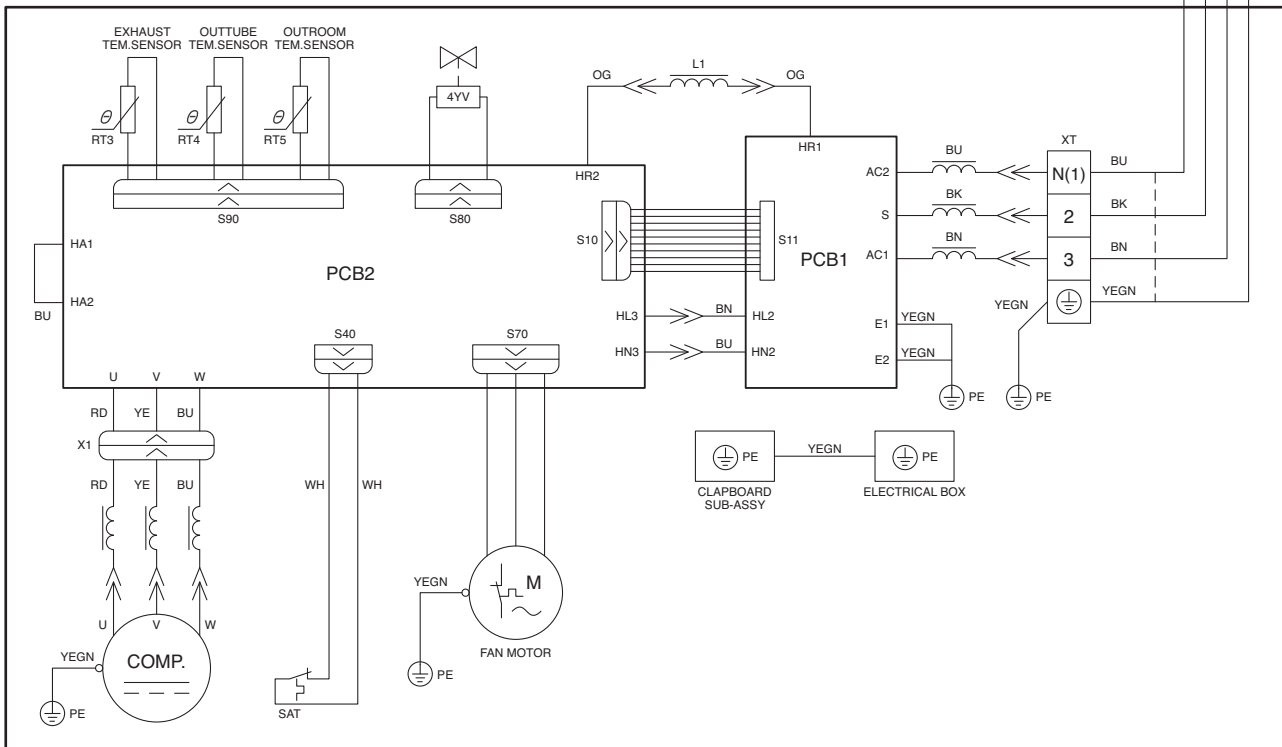 EXHAUST
TEM.SENSOR
OUTTUBE
TEM.SENSOR
OUTROOM
TEM.SENSOR
θ
RT3
θ
RT4
θ
RT5
4YV
OG
L1
OG
HR2
HR1
S90
S80
S10
S11
HA1
HA2
BU
PCB2
PCB1
AC2
S
AC1
BU
BK
BN
XT
N(1)
2
3
BU
BK
BN
YEGN
YEGN
PE
HL3
BN
HL2
HN3
BU
HN2
E1
YEGN
E2
YEGN
PE
S40
S70
U
V
W
RD
YE
BU
X1
RD
YE
BU
WH
WH
U
V
W
COMP.
YEGN
PE
SAT
YEGN
PE
M
FAN MOTOR
PE
CLAPBOARD
SUB-ASSY
YEGN
PE
ELECTRICAL BOX